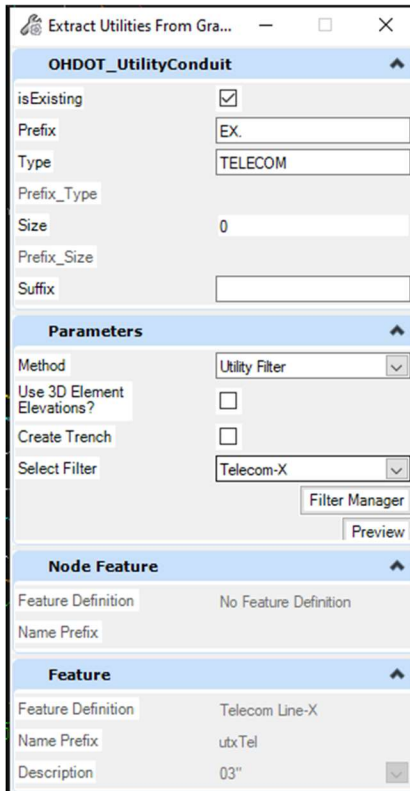 Extract Utilities From Gra...
OHDOT_UtilityConduit
isExisting
Prefix EX.
Type TELECOM
Prefix_Type
Size 0
Prefix_Size
Suffix
Parameters
Method Utility Filter
Use 3D Element
Elevations?
Create Trench
Select Filter Telecom-X
Filter Manager
Preview
Node Feature
Feature Definition No Feature Definition
Name Prefix
Feature
Feature Definition Telecom Line-X
Name Prefix utxTel
Description 03"